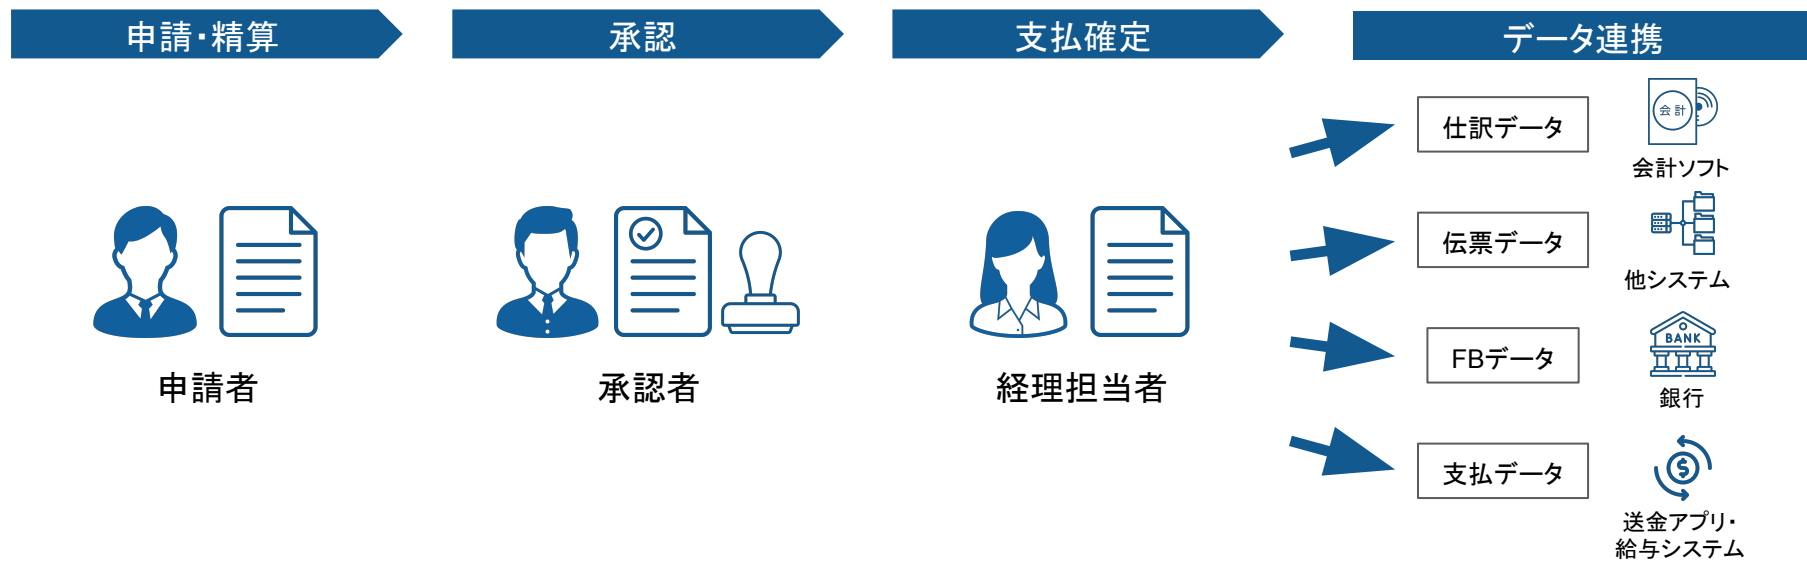 申請・精算
承認
支払確定
データ連携
申請者
承認者
経理担当者
仕訳データ
会計
会計ソフト
伝票データ
他システム
FBデータ
BANK
銀行
支払データ
$
送金アプリ・
給与システム